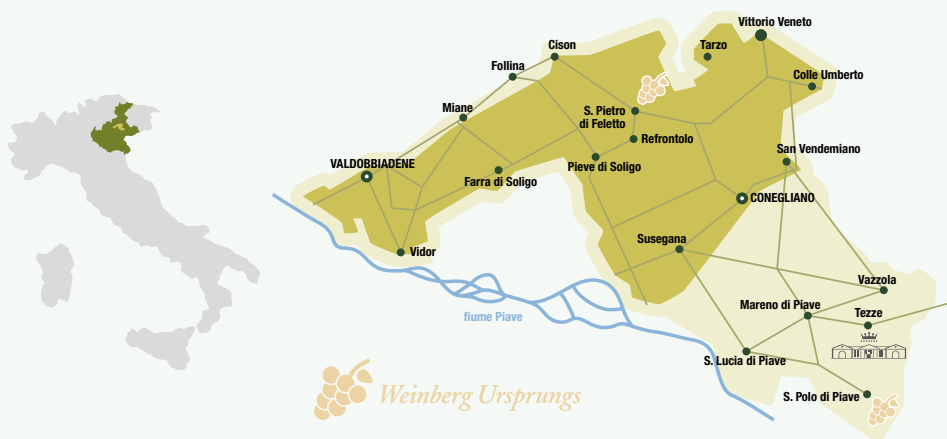 Vittorio Veneto
Cison
Tarzo
Follina
Colle Umberto
Miane
S. Pietro
di Feletto
Refrontolo
San Vendemiano
VALDOBBIADENE
Pieve di Soligo
Farra di Soligo
CONEGLIANO
Susegana
Vidor
Vazzola
Mareno di Piave
Tezze
fiume Piave
S. Lucia di Piave
Weinberg Ursprungs
S. Polo di Piave